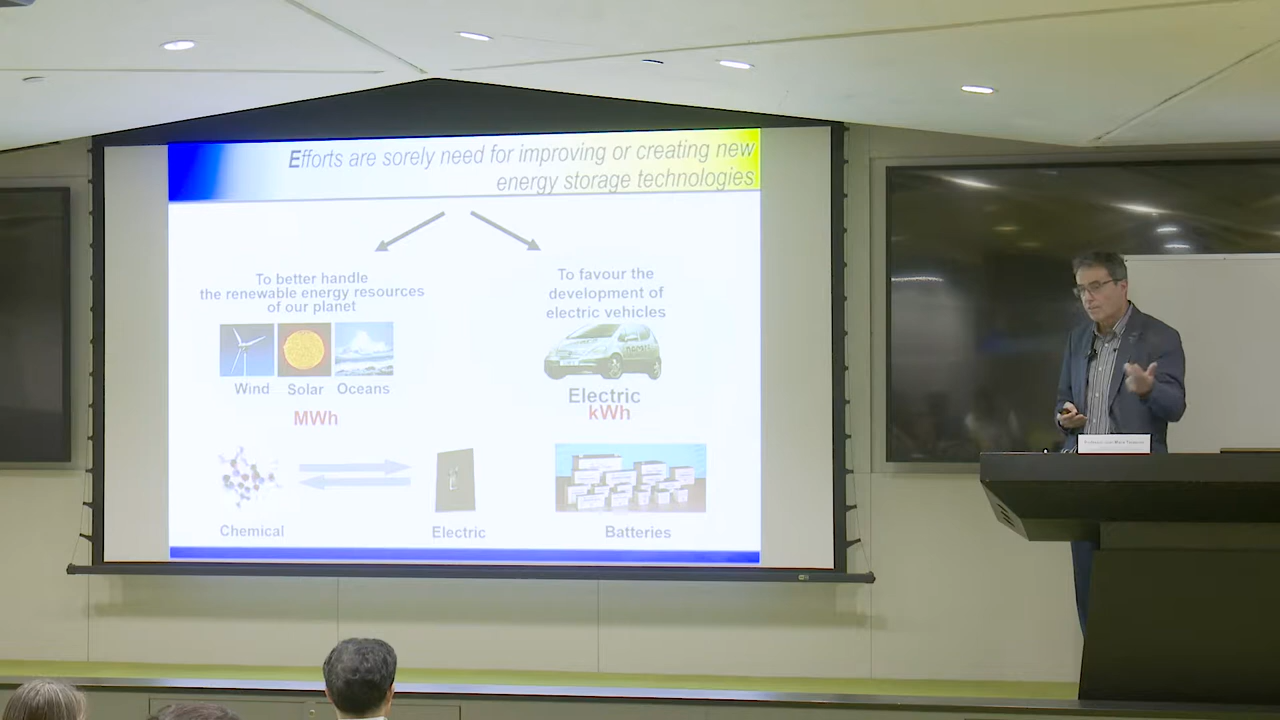 Efforts are sorely need for improving or creating new
energy storage technologies
To better handle
the renewable energy resources
of our planet
To favour the
development of
electric vehicles
Wind Solar Oceans
MWh
Electric
kWh
Chemical
Electric
Batteries